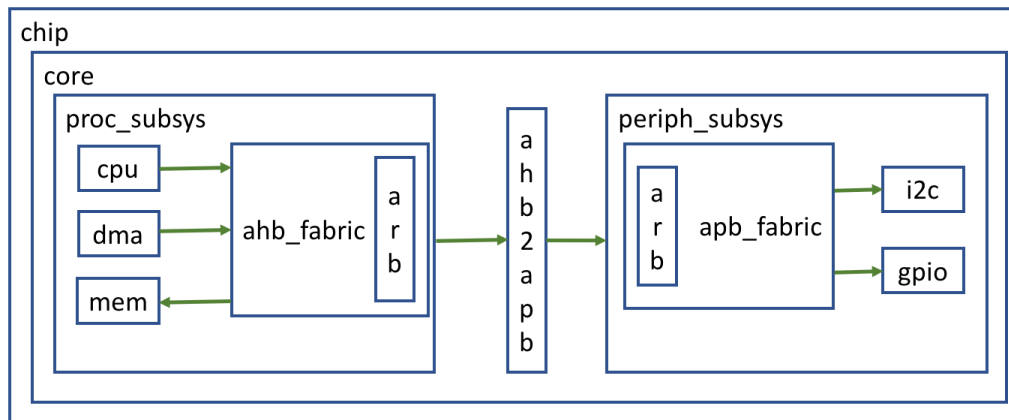 chip
core
proc_subsys
cpu
dma
mem
ahb_fabric
a
r
b
a
h
b
2
a
p
b
periph_subsys
a
r
b
apb_fabric
i2c
gpio